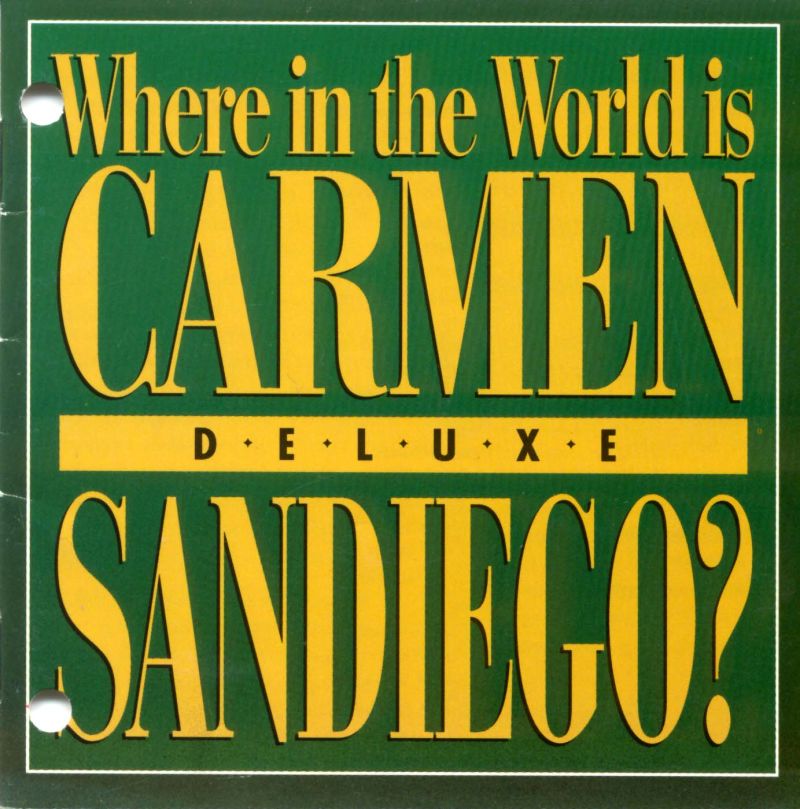 Where in the World is
CARMEN
D·E·L·U·X·E
SANDIEGO?